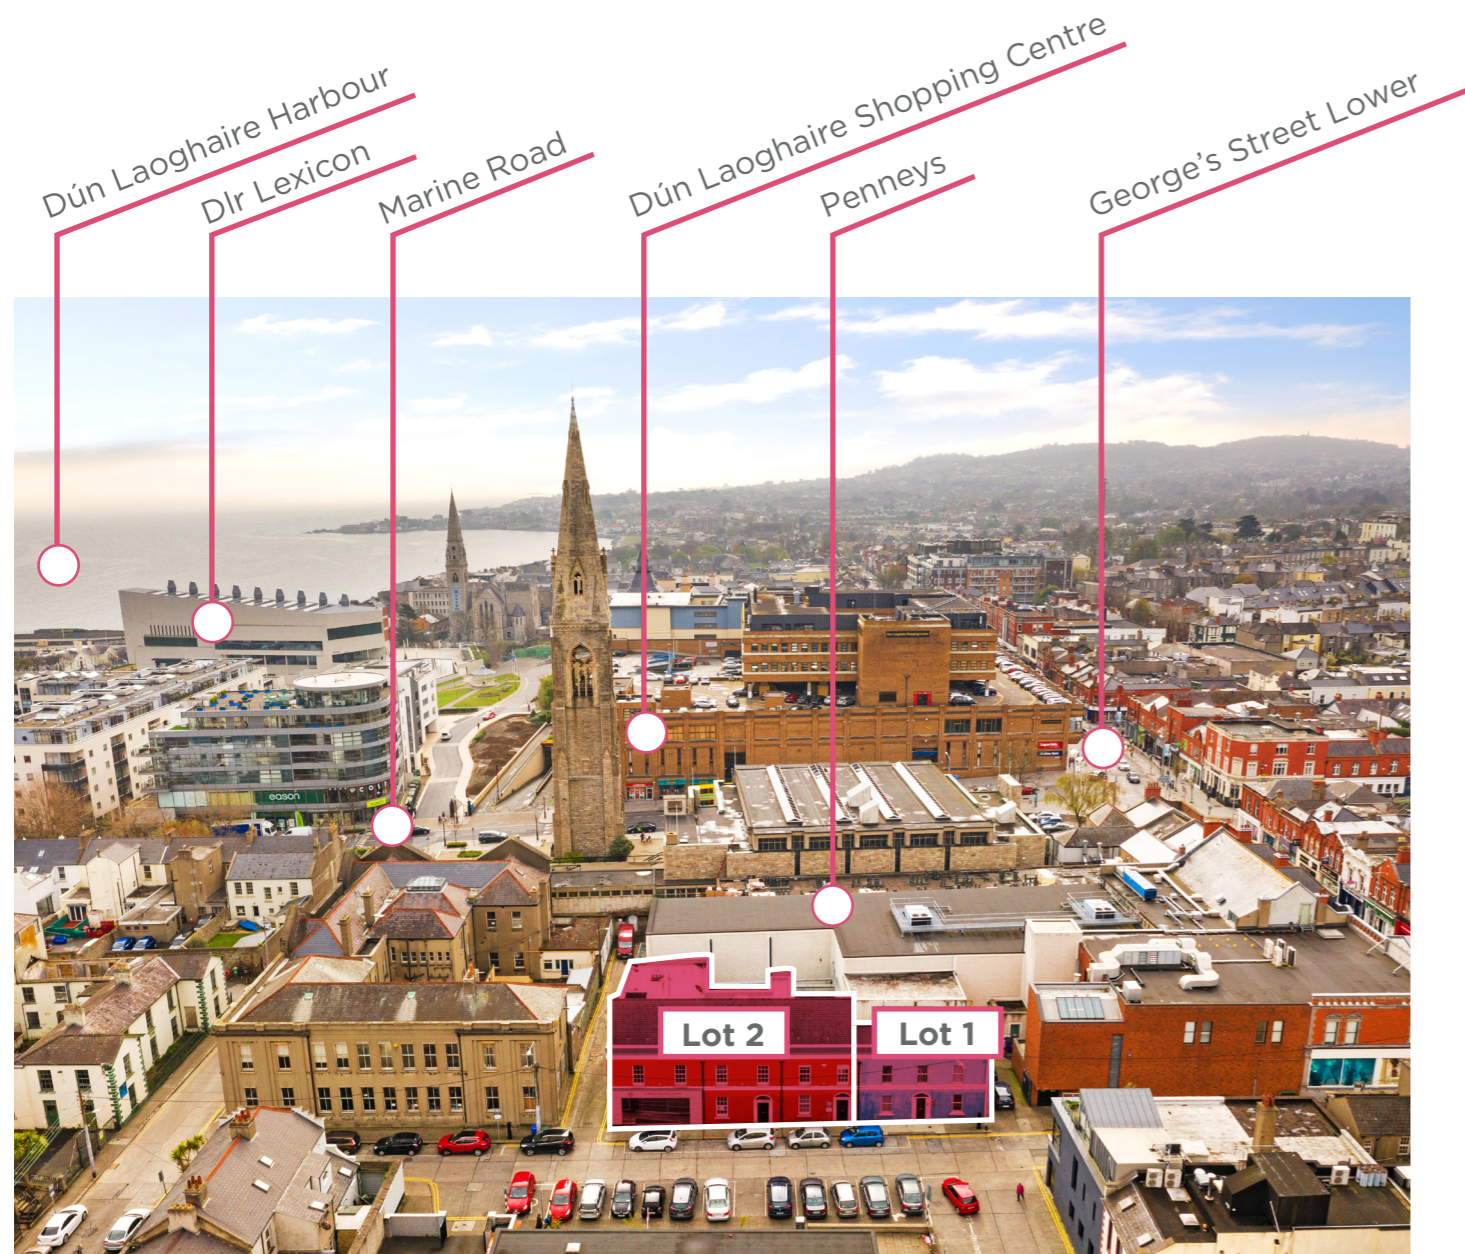 Dún Laoghaire Harbour
Dlr Lexicon
Marine Road
Dún Laoghaire Shopping Centre
Penneys
George's Street Lower
eason
Lot 2
Lot 1